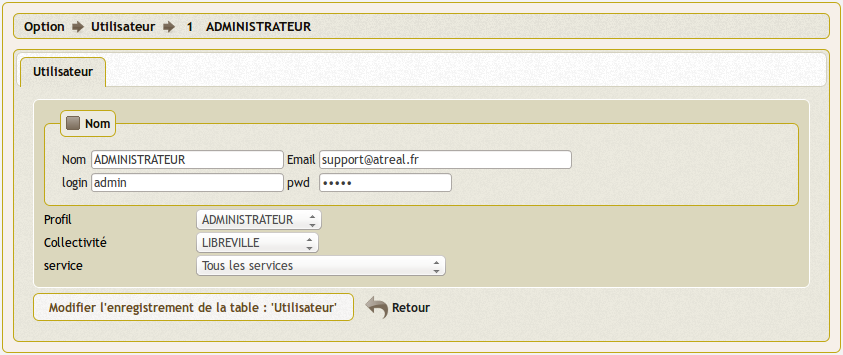 Option Utilisateur 1 ADMINISTRATEUR
Utilisateur
Nom
Nom ADMINISTRATEUR Email support@atreal.fr
login admin pwd •••••
Profil ADMINISTRATEUR
Collectivité LIBREVILLE
service Tous les services
Modifier l'enregistrement de la table : 'Utilisateur' Retour